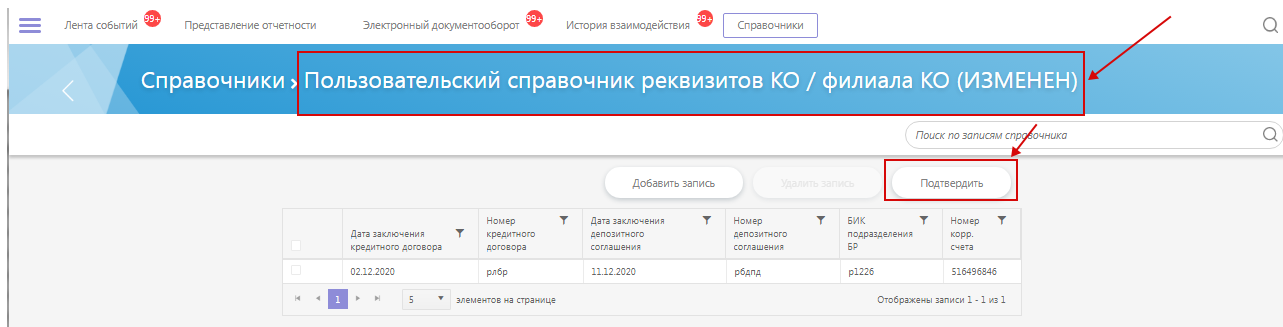 Лента событий 99+ Представление отчетности Электронный документооборот 99+ История взаимодействия 99+ Справочники
Справочники › Пользовательский справочник реквизитов КО / филиала КО (ИЗМЕНЕН)
Поиск по записям справочника
Добавить запись Удалить запись Подтвердить
Дата заключения кредитного договора
Номер кредитного договора
Дата заключения депозитного соглашения
Номер депозитного соглашения
БИК подразделения БР
Номер корр. счета
02.12.2020 рлбр 11.12.2020 рбдпд р1226 516496846
1 5 элементов на странице Отображены записи 1 - 1 из 1